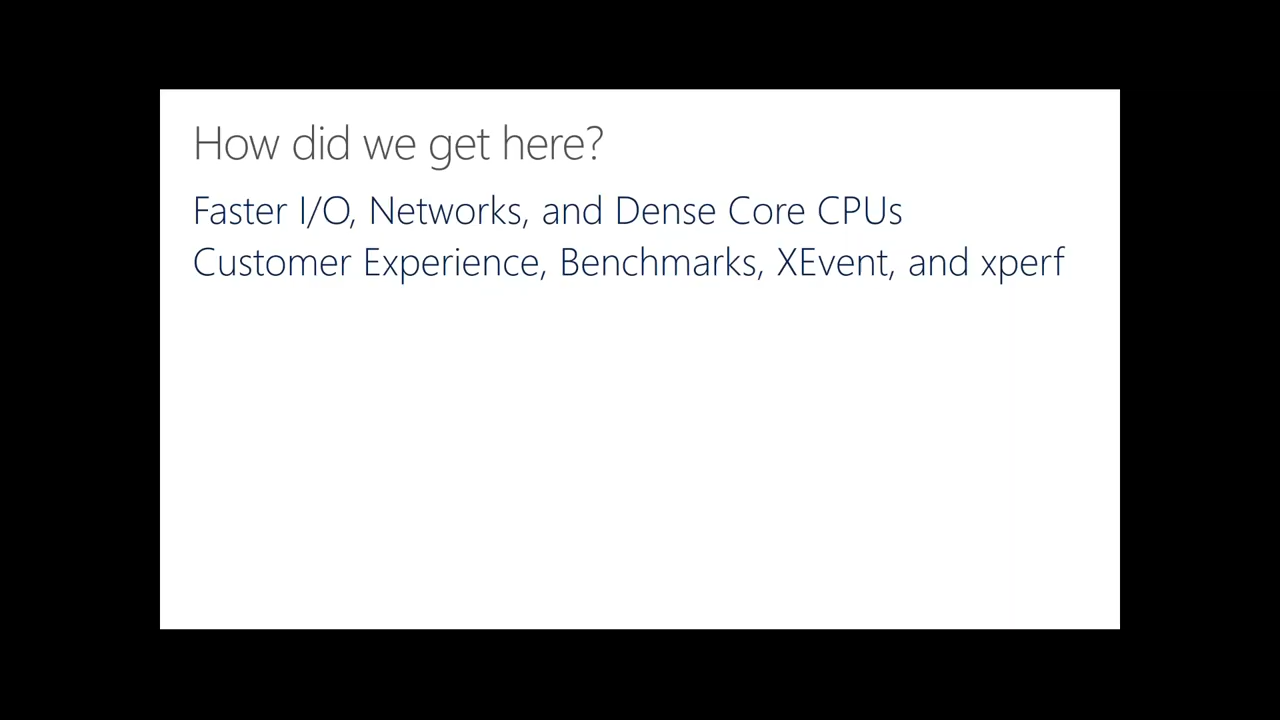 How did we get here?
Faster I/O, Networks, and Dense Core CPUs
Customer Experience, Benchmarks, XEvent, and xperf